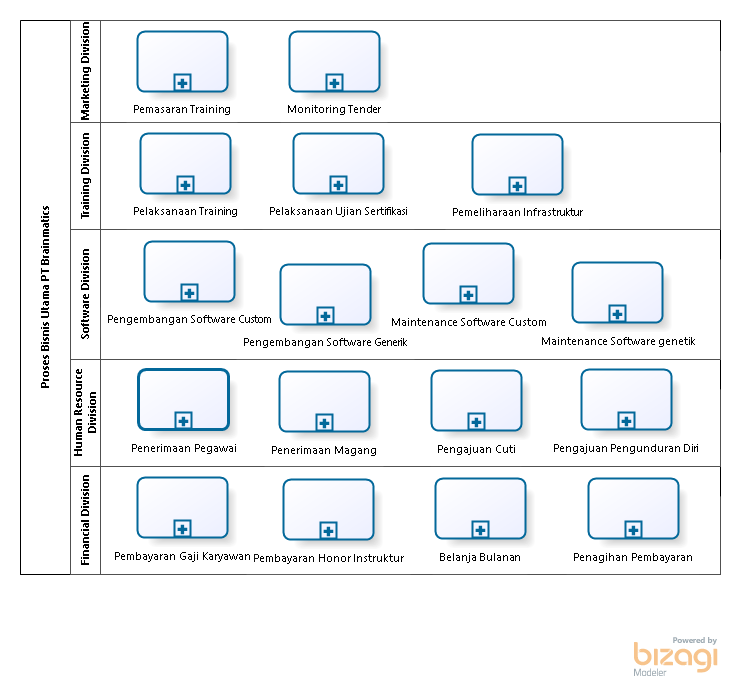 Proses Bisnis Utama PT Brainmatics
Marketing Division
Pemasaran Training
Monitoring Tender
Training Division
Pelaksanaan Training
Pelaksanaan Ujian Sertifikasi
Pemeliharaan Infrastruktur
Software Division
Pengembangan Software Custom
Pengembangan Software Generik
Maintenance Software Custom
Maintenance Software genetik
Human Resource
Division
Penerimaan Pegawai
Penerimaan Magang
Pengajuan Cuti
Pengajuan Pengunduran Diri
Financial Division
Pembayaran Gaji Karyawan
Pembayaran Honor Instruktur
Belanja Bulanan
Penagihan Pembayaran
Powered by
bizagi
Modeler